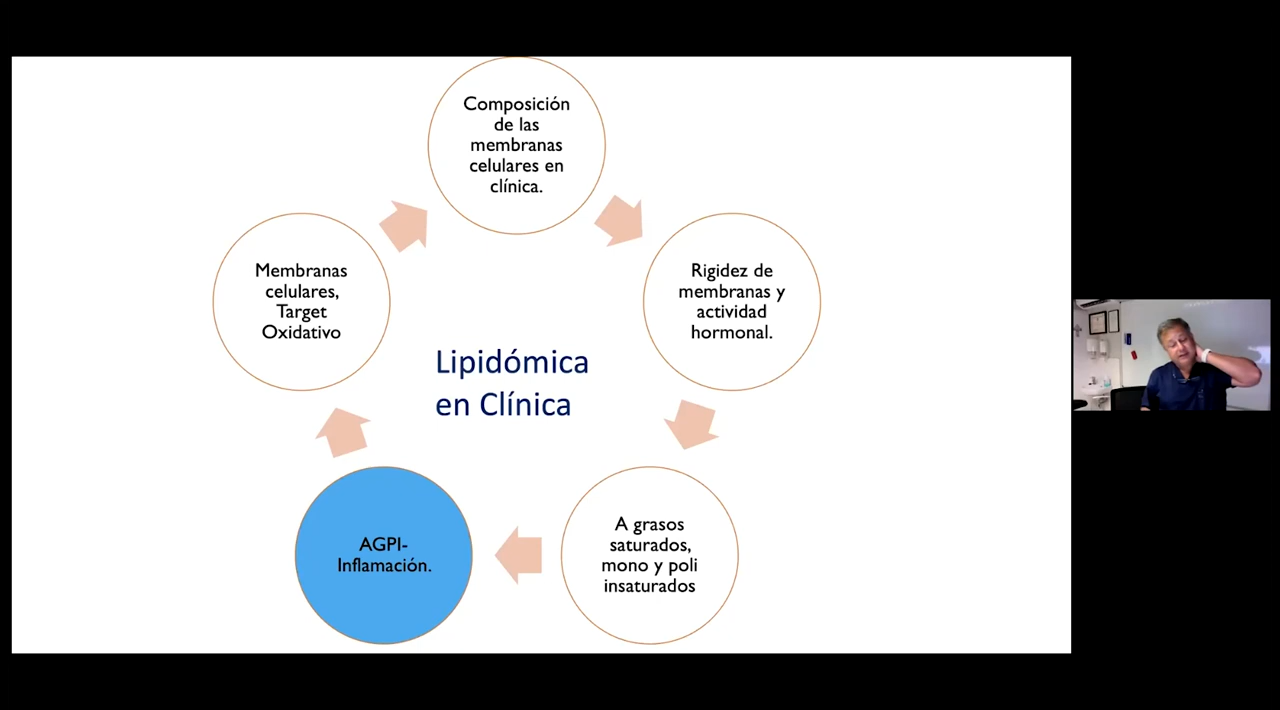 Composición
de las
membranas
celulares en
clínica.
Rigidez de
membranas y
actividad
hormonal.
A grasos
saturados,
mono y poli
insaturados
AGPI-
Inflamación.
Membranas
celulares,
Target
Oxidativo
Lipidómica
en Clínica